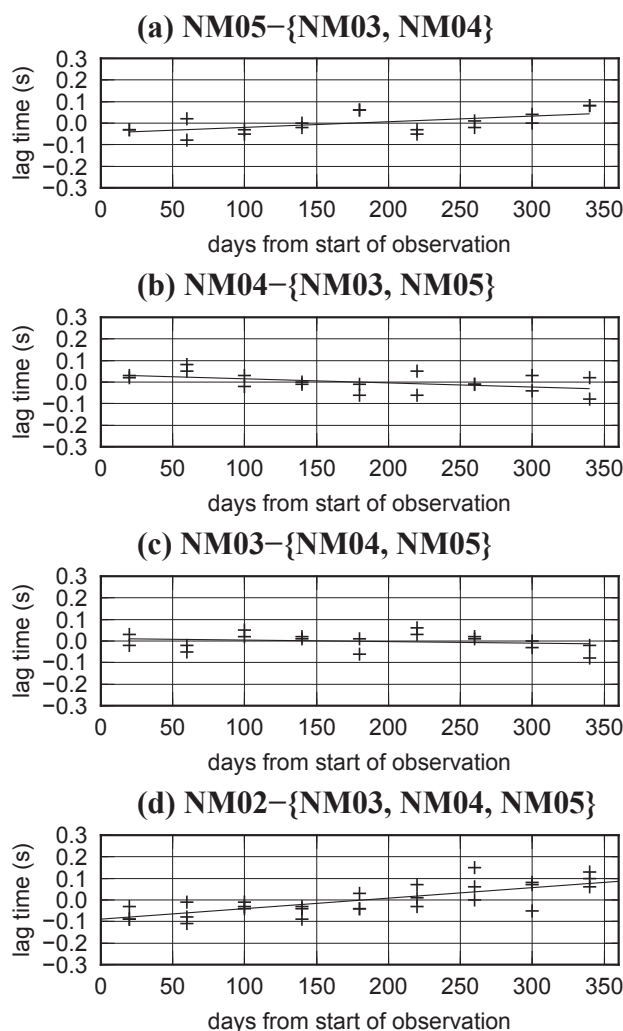 (a) NM05−{NM03, NM04}
0.3
0.2
0.1
0.0
−0.1
−0.2
−0.3
lag time (s)
0 50 100 150 200 250 300 350
days from start of observation
(b) NM04−{NM03, NM05}
0.3
0.2
0.1
0.0
−0.1
−0.2
−0.3
lag time (s)
0 50 100 150 200 250 300 350
days from start of observation
(c) NM03−{NM04, NM05}
0.3
0.2
0.1
0.0
−0.1
−0.2
−0.3
lag time (s)
0 50 100 150 200 250 300 350
days from start of observation
(d) NM02−{NM03, NM04, NM05}
0.3
0.2
0.1
0.0
−0.1
−0.2
−0.3
lag time (s)
0 50 100 150 200 250 300 350
days from start of observation